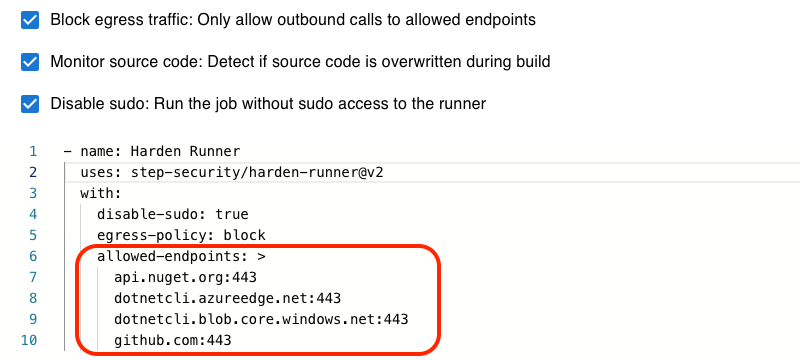 Block egress traffic: Only allow outbound calls to allowed endpoints
Monitor source code: Detect if source code is overwritten during build
Disable sudo: Run the job without sudo access to the runner
1 - name: Harden Runner
2 uses: step-security/harden-runner@v2
3 with:
4 disable-sudo: true
5 egress-policy: block
6 allowed-endpoints: >
7 api.nuget.org:443
8 dotnetcli.azureedge.net:443
9 dotnetcli.blob.core.windows.net:443
10 github.com:443